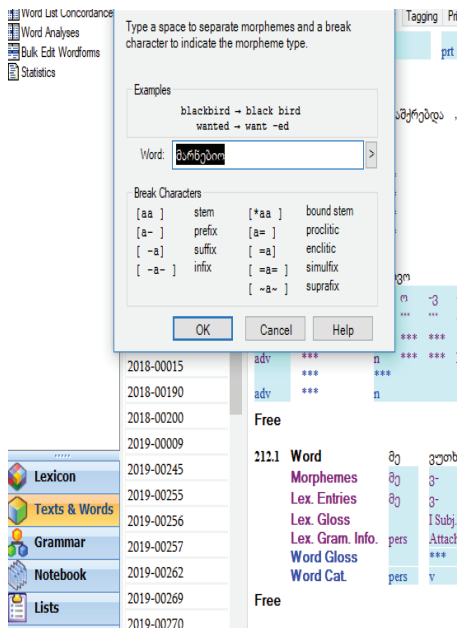 Word List Concordance
Word Analyses
Bulk Edit Wordforms
Statistics
Type a space to separate morphemes and a break
character to indicate the morpheme type.
Examples
blackbird → black bird
wanted → want -ed
Word: მარწებიო >
Break Characters
[aa ] stem [*aa ] bound stem
[a- ] prefix [a= ] proclitic
[ -a] suffix [ =a] enclitic
[ -a- ] infix [ =a= ] simulfix
[ ~a~ ] suprafix
OK Cancel Help
Tagging
prt
ო -ვ
*** ***
*** ***
adv *** n *** ***
*** ***
adv *** n
Free
2018-00015
2018-00190
2018-00200
2019-00009
2019-00245
2019-00255
2019-00256
2019-00257
2019-00262
2019-00269
2019-00270
Lexicon
Texts & Words
Grammar
Notebook
Lists
212.1 Word მე
Morphemes მე ვ-
Lex. Entries მე ვ-
Lex. Gloss I Subj.
Lex. Gram. Info. pers Attach
Word Gloss ***
Word Cat. pers v
Free